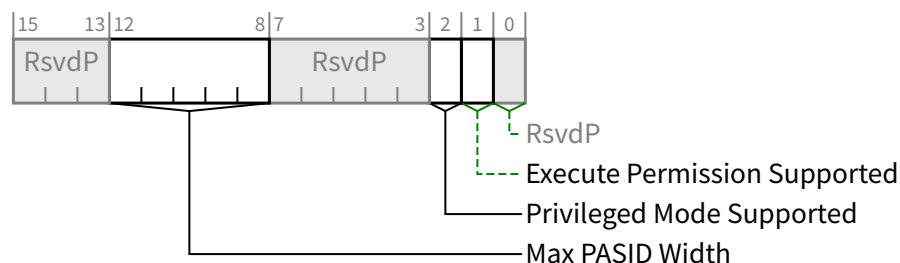 15 13 12 8 7 3 2 1 0
RsvdP RsvdP
RsvdP
Execute Permission Supported
Privileged Mode Supported
Max PASID Width